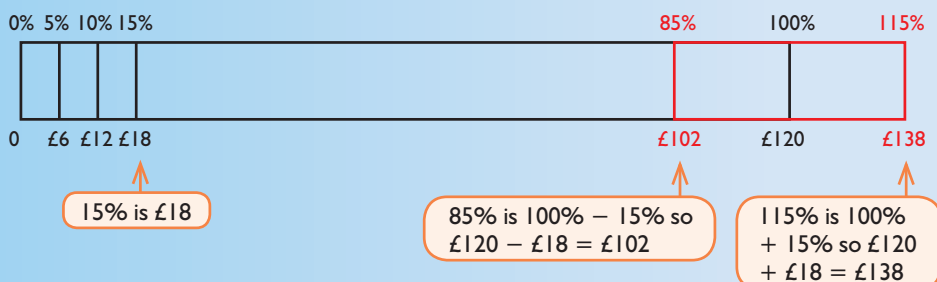 0% 5% 10% 15% 85% 100% 115%
0 £6 £12 £18 £102 £120 £138
15% is £18
85% is 100% − 15% so
£120 − £18 = £102
115% is 100%
+ 15% so £120
+ £18 = £138